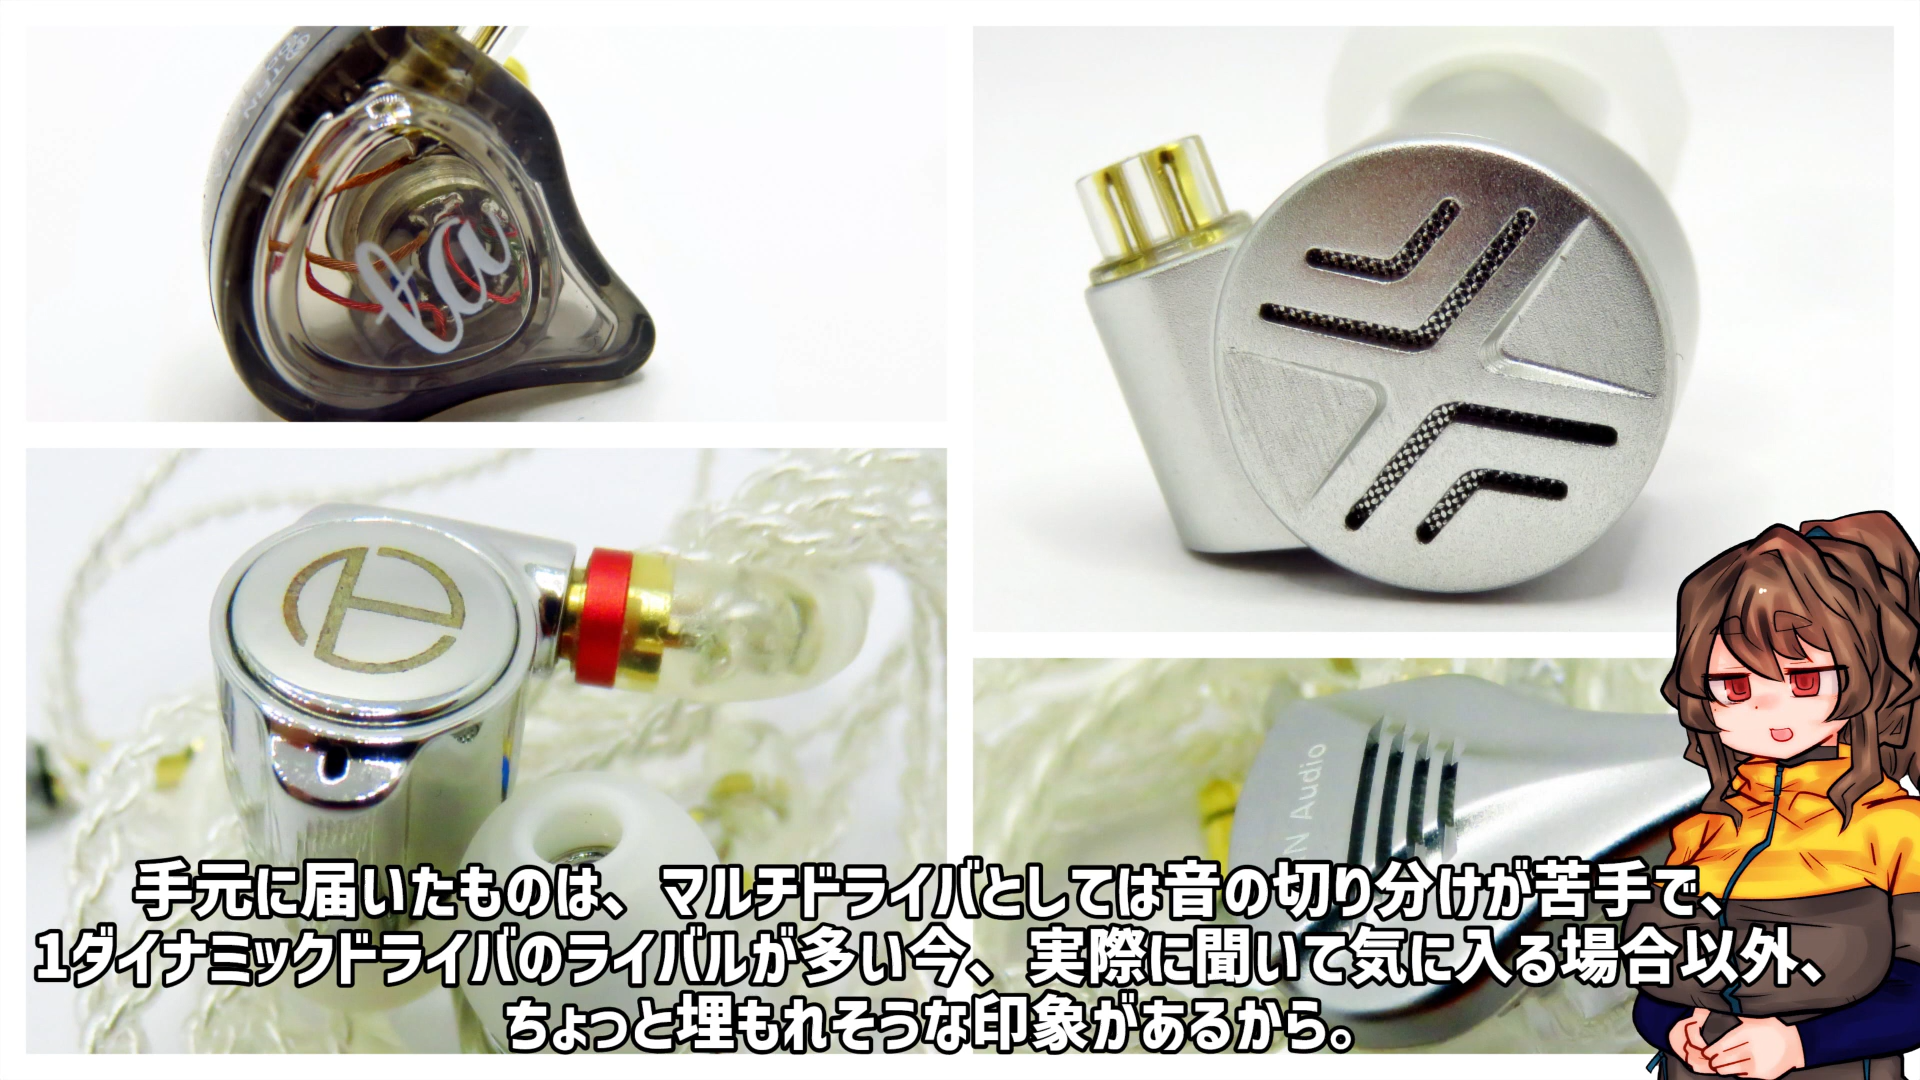 ta
N Audio
手元に届いたものは、マルチドライバとしては音の切り分けが苦手で、
1ダイナミックドライバのライバルが多い今、実際に聞いて気に入る場合以外、
ちょっと埋もれそうな印象があるから。